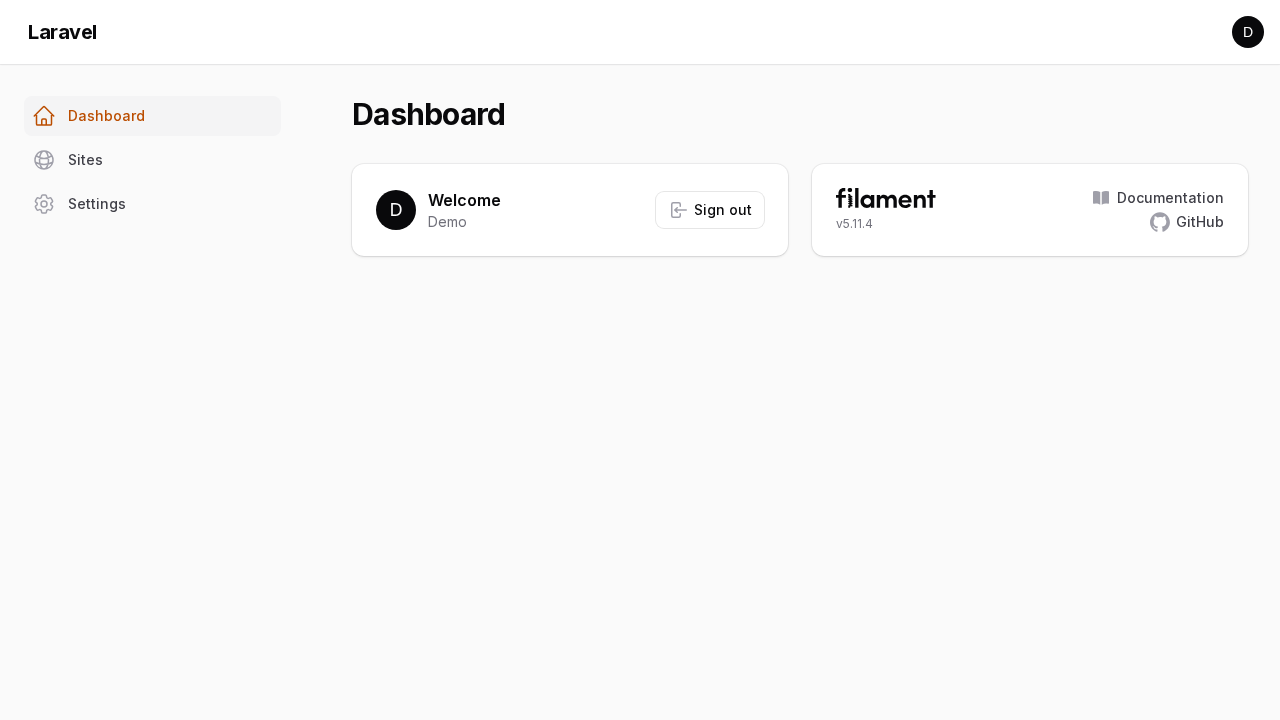 Laravel
D
Dashboard
Sites
Settings
Dashboard
D
Welcome
Demo
Sign out
filament
v5.11.4
Documentation
GitHub